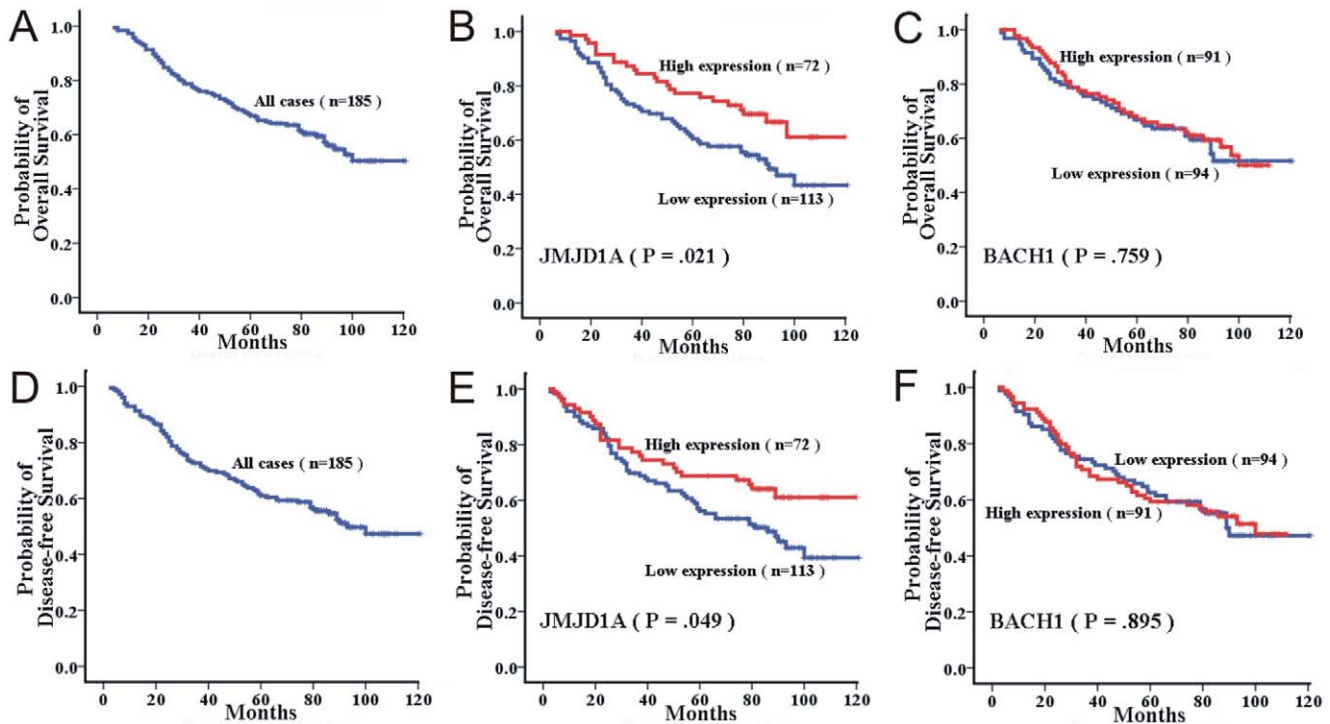 A
Probability of
Overall Survival
1.0
0.8
0.6
0.4
0.2
0.0
All cases ( n=185 )
0 20 40 60 80 100 120
Months
B
Probability of
Overall Survival
1.0
0.8
0.6
0.4
0.2
0.0
High expression ( n=72 )
Low expression ( n=113 )
JMJD1A ( P = .021 )
0 20 40 60 80 100 120
Months
C
Probability of
Overall Survival
1.0
0.8
0.6
0.4
0.2
0.0
High expression ( n=91 )
Low expression ( n=94 )
BACH1 ( P = .759 )
0 20 40 60 80 100 120
Months
D
Probability of
Disease-free Survival
1.0
0.8
0.6
0.4
0.2
0.0
All cases ( n=185 )
0 20 40 60 80 100 120
Months
E
Probability of
Disease-free Survival
1.0
0.8
0.6
0.4
0.2
0.0
High expression ( n=72 )
Low expression ( n=113 )
JMJD1A ( P = .049 )
0 20 40 60 80 100 120
Months
F
Probability of
Disease-free Survival
1.0
0.8
0.6
0.4
0.2
0.0
Low expression ( n=94 )
High expression ( n=91 )
BACH1 ( P = .895 )
0 20 40 60 80 100 120
Months